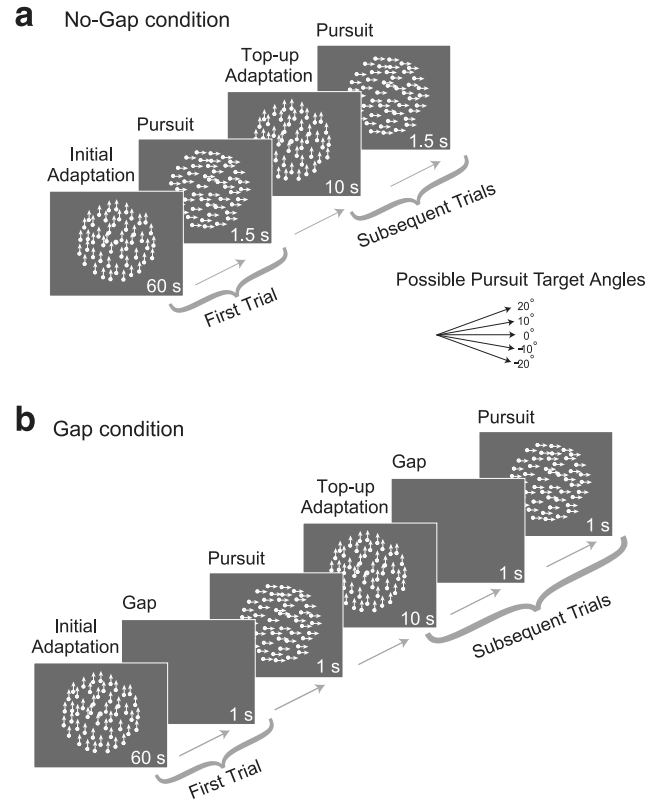 a No-Gap condition
Pursuit
Top-up
Adaptation
1.5 s
Pursuit
10 s
Initial
Adaptation
1.5 s
Subsequent Trials
60 s
First Trial
Possible Pursuit Target Angles
20°
10°
0°
-10°
-20°
b Gap condition
Pursuit
Gap
Top-up
Adaptation
1 s
Pursuit
1 s
Gap
10 s
Subsequent Trials
Initial
Adaptation
1 s
1 s
60 s
First Trial